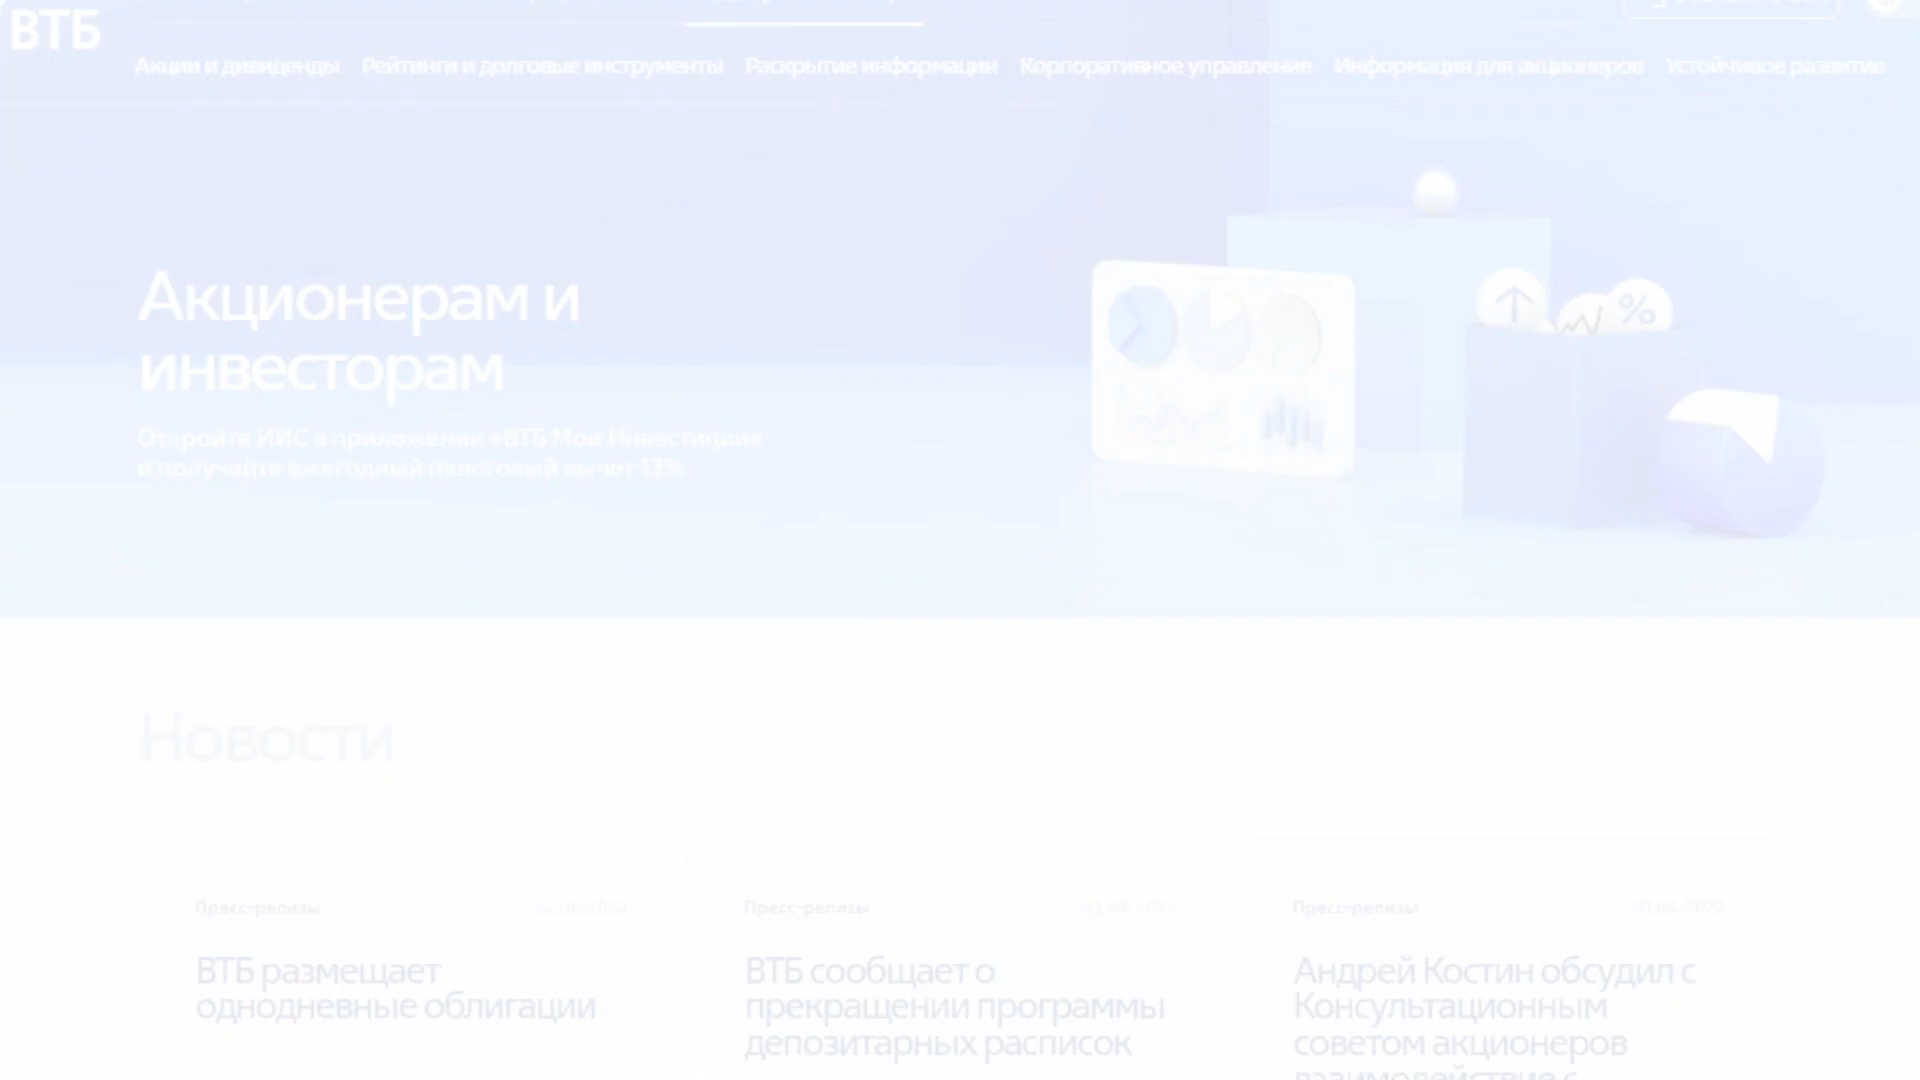 ВТБ
Акции и дивиденды Рейтинги и долговые инструменты Раскрытие информации Корпоративное управление Информация для акционеров Устойчивое развитие
Акционерам и
инвесторам
Откройте ИИС в приложении «ВТБ Мои Инвестиции»
и получайте ежегодный налоговый вычет 13%
%
Новости
Пресс-релизы
ВТБ размещает
однодневные облигации
Пресс-релизы
ВТБ сообщает о
прекращении программы
депозитарных расписок
Пресс-релизы
Андрей Костин обсудил с
Консультационным
советом акционеров
взаимодействие с